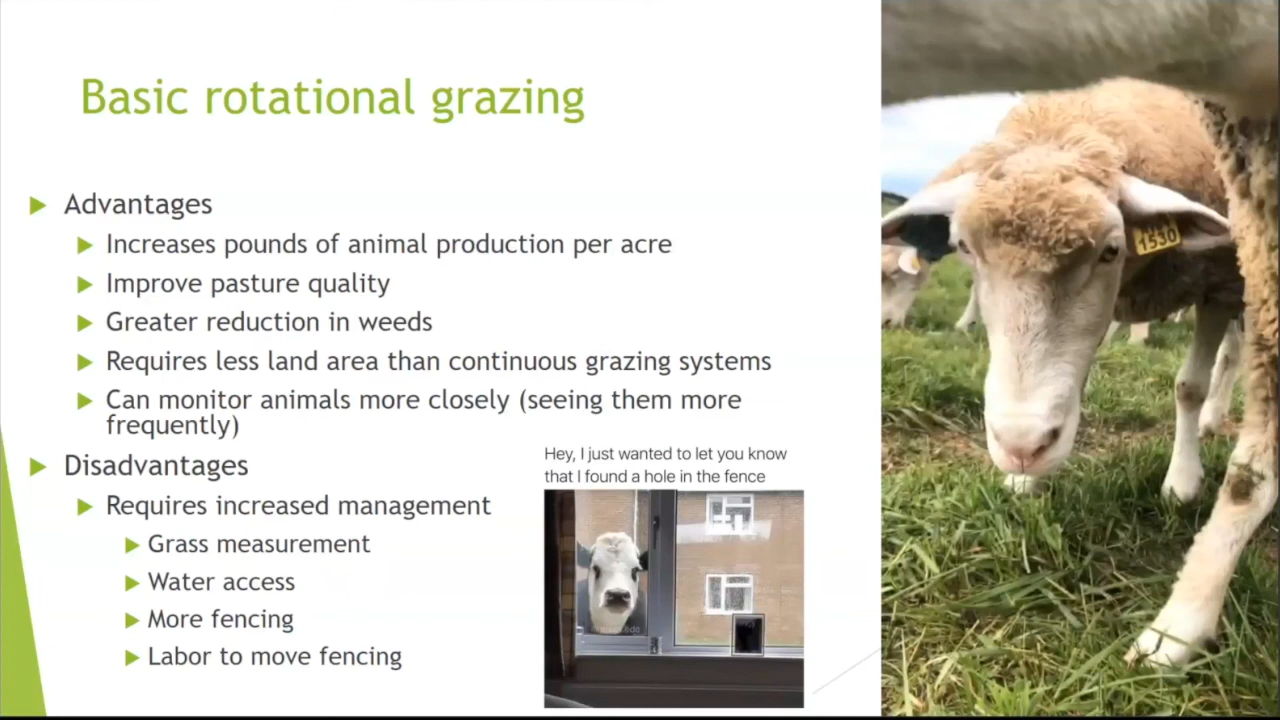 Basic rotational grazing
Advantages
Increases pounds of animal production per acre
Improve pasture quality
Greater reduction in weeds
Requires less land area than continuous grazing systems
Can monitor animals more closely (seeing them more
frequently)
Disadvantages
Requires increased management
Grass measurement
Water access
More fencing
Labor to move fencing
Hey, I just wanted to let you know
that I found a hole in the fence
1530